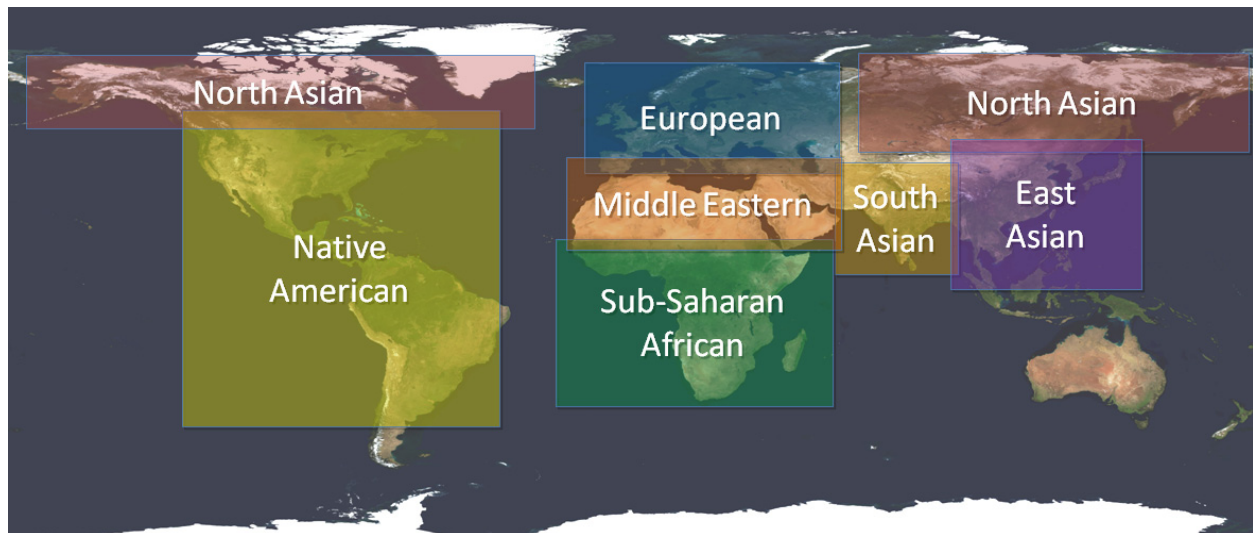 North Asian
European
North Asian
Middle Eastern
South
Asian
East
Asian
Native
American
Sub-Saharan
African